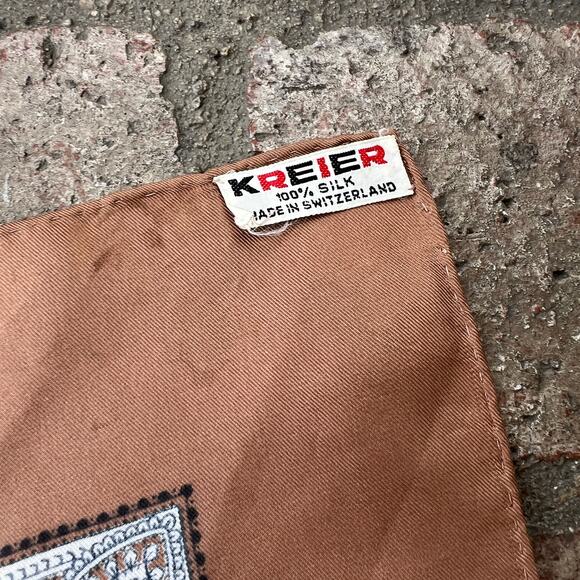 KREIER
100% SILK
MADE IN SWITZERLAND